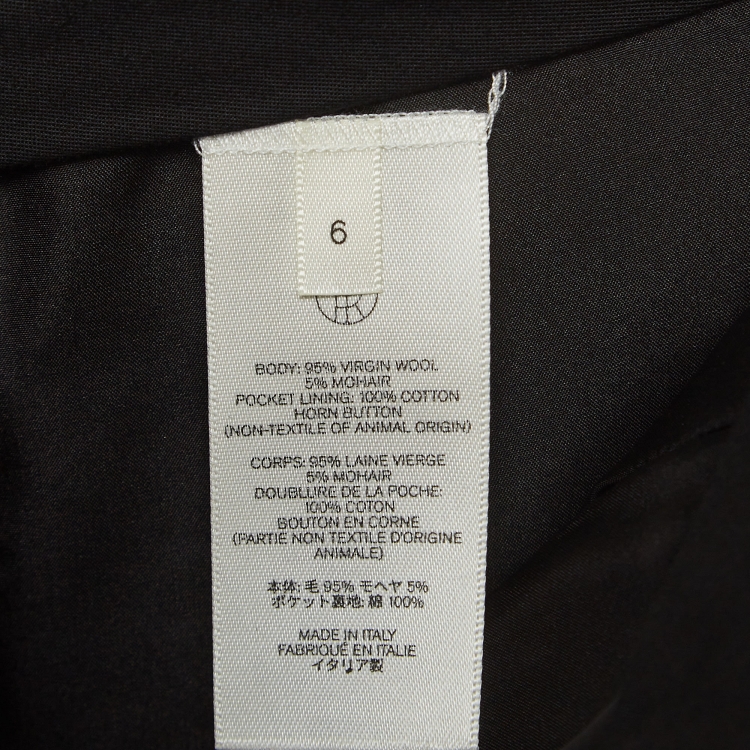 6
BODY: 95% VIRGIN WOOL
5% MOHAIR
POCKET LINING: 100% COTTON
HORN BUTTON
(NON-TEXTILE OF ANIMAL ORIGIN)
CORPS: 95% LAINE VIERGE
5% MOHAIR
DOUBLURE DE LA POCHE:
100% COTON
BOUTON EN CORNE
(PARTIE NON TEXTILE D'ORIGINE
ANIMALE)
本体: 毛 95% モヘヤ 5%
ポケット裏地: 綿 100%
MADE IN ITALY
FABRIQUÉ EN ITALIE
イタリア製